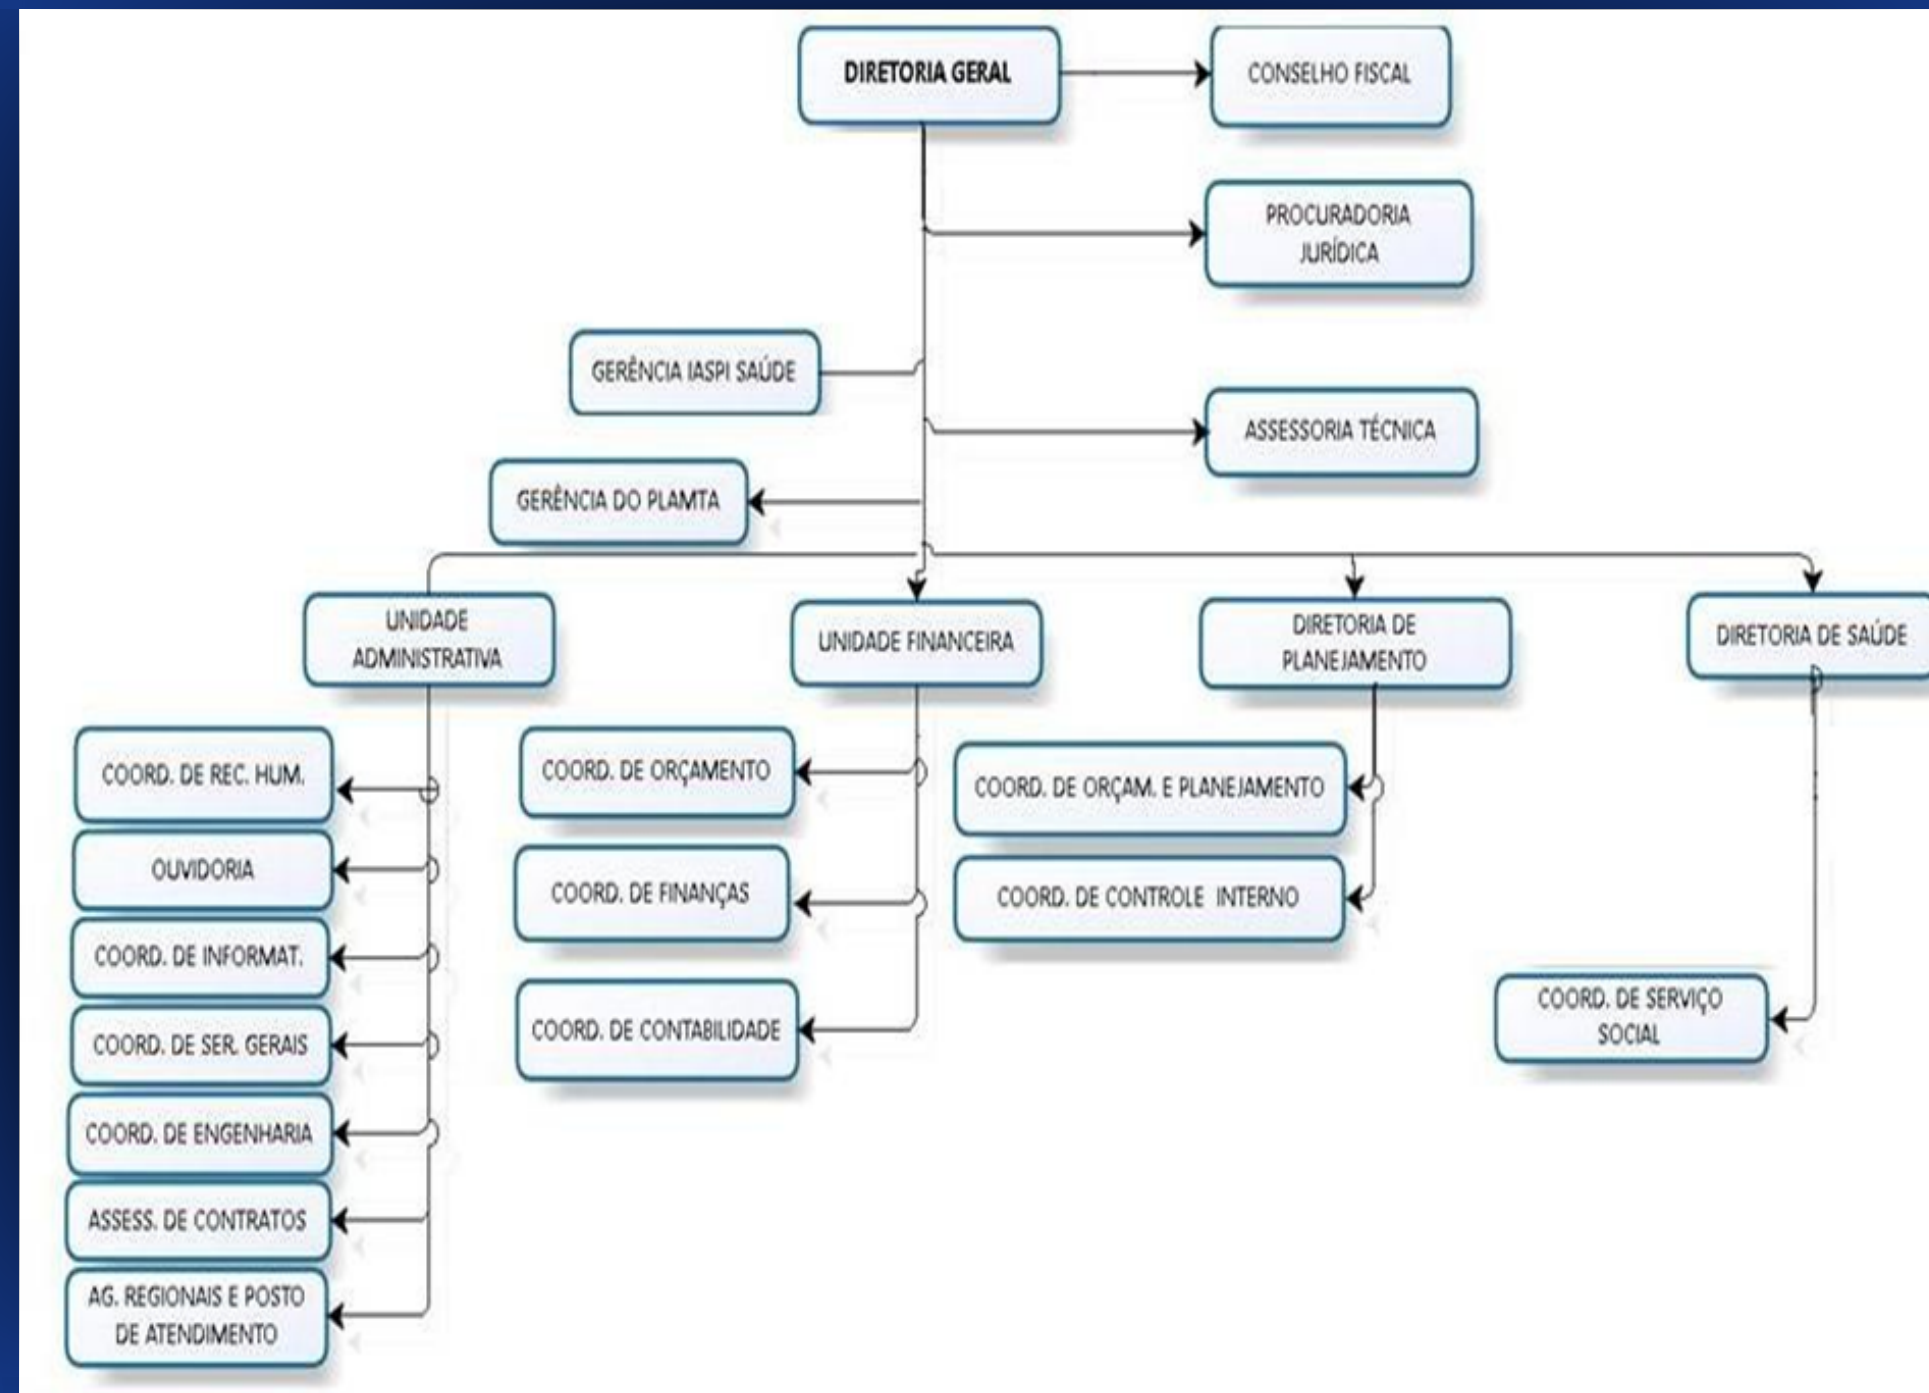 DIRETORIA GERAL
CONSELHO FISCAL
PROCURADORIA
JURÍDICA
GERÊNCIA IASPI SAÚDE
ASSESSORIA TÉCNICA
GERÊNCIA DO PLAMTA
UNIDADE
ADMINISTRATIVA
UNIDADE FINANCEIRA
DIRETORIA DE
PLANEJAMENTO
DIRETORIA DE SAÚDE
COORD. DE REC. HUM.
OUVIDORIA
COORD. DE INFORMAT.
COORD. DE SER. GERAIS
COORD. DE ENGENHARIA
ASSESS. DE CONTRATOS
AG. REGIONAIS E POSTO
DE ATENDIMENTO
COORD. DE ORÇAMENTO
COORD. DE FINANÇAS
COORD. DE CONTABILIDADE
COORD. DE ORÇAM. E PLANEJAMENTO
COORD. DE CONTROLE INTERNO
COORD. DE SERVIÇO
SOCIAL